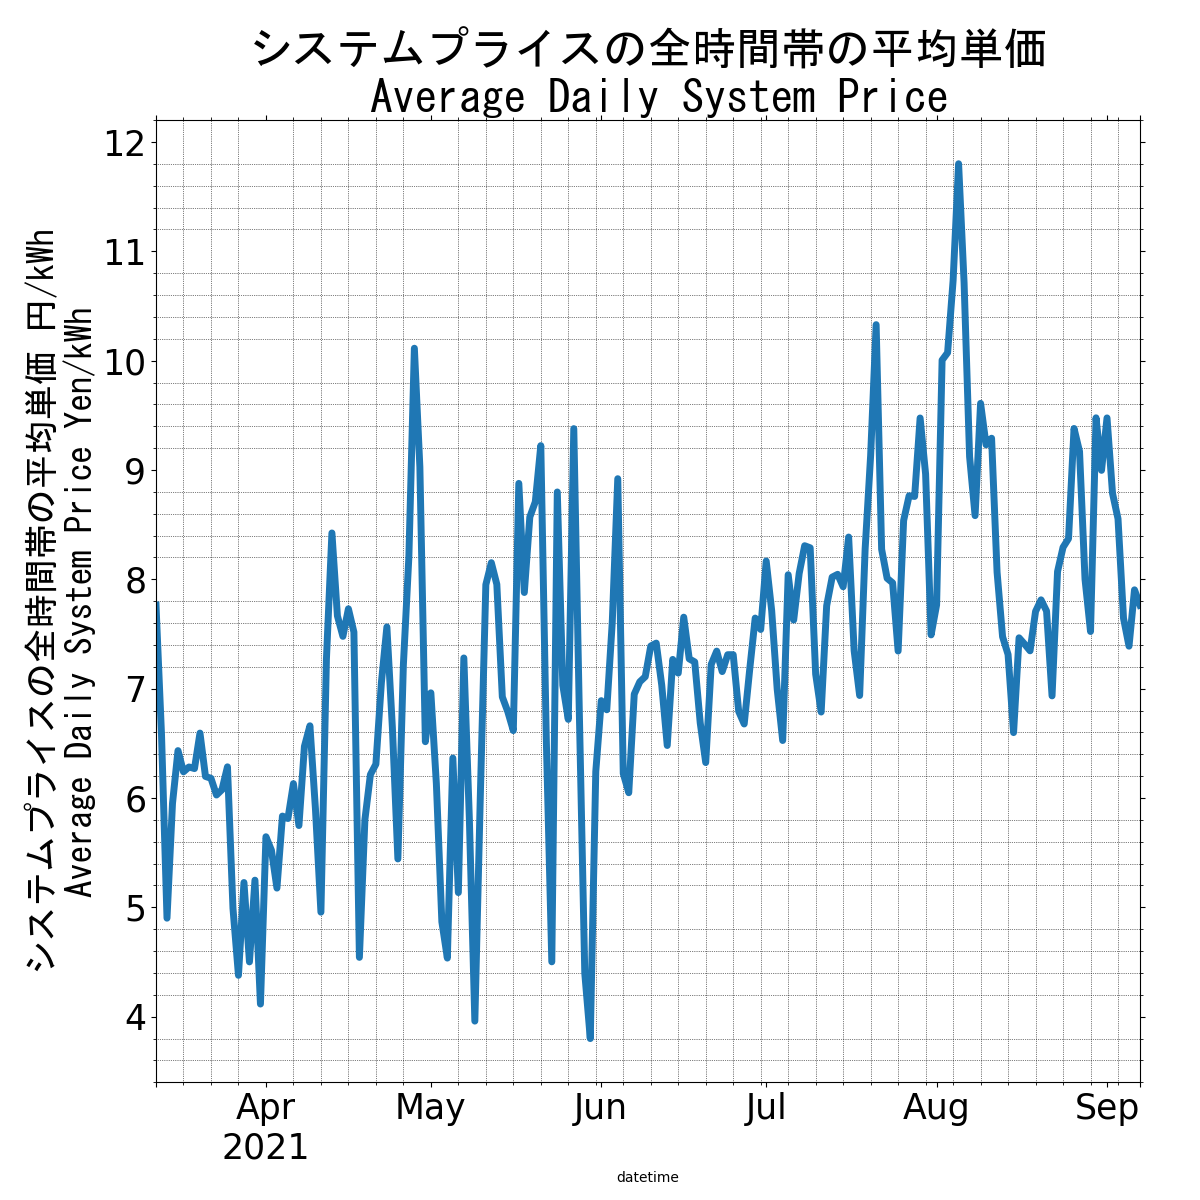 システムプライスの全時間帯の平均単価
Average Daily System Price
システムプライスの全時間帯の平均単価 円/kWh
Average Daily System Price Yen/kWh
12
11
10
9
8
7
6
5
4
Apr
2021
May
Jun
Jul
Aug
Sep
datetime